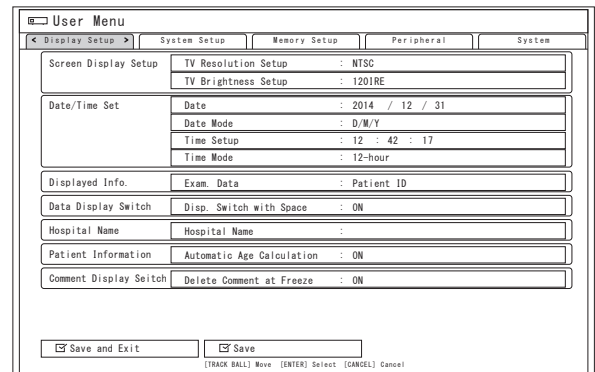 User Menu
< Display Setup > System Setup Memory Setup Peripheral System
Screen Display Setup TV Resolution Setup : NTSC
TV Brightness Setup : 120IRE
Date/Time Set Date : 2014 / 12 / 31
Date Mode : D/M/Y
Time Setup : 12 : 42 : 17
Time Mode : 12-hour
Displayed Info. Exam. Data : Patient ID
Data Display Switch Disp. Switch with Space : ON
Hospital Name Hospital Name :
Patient Information Automatic Age Calculation : ON
Comment Display Seitch Delete Comment at Freeze : ON
Save and Exit Save
[TRACK BALL] Move [ENTER] Select [CANCEL] Cancel